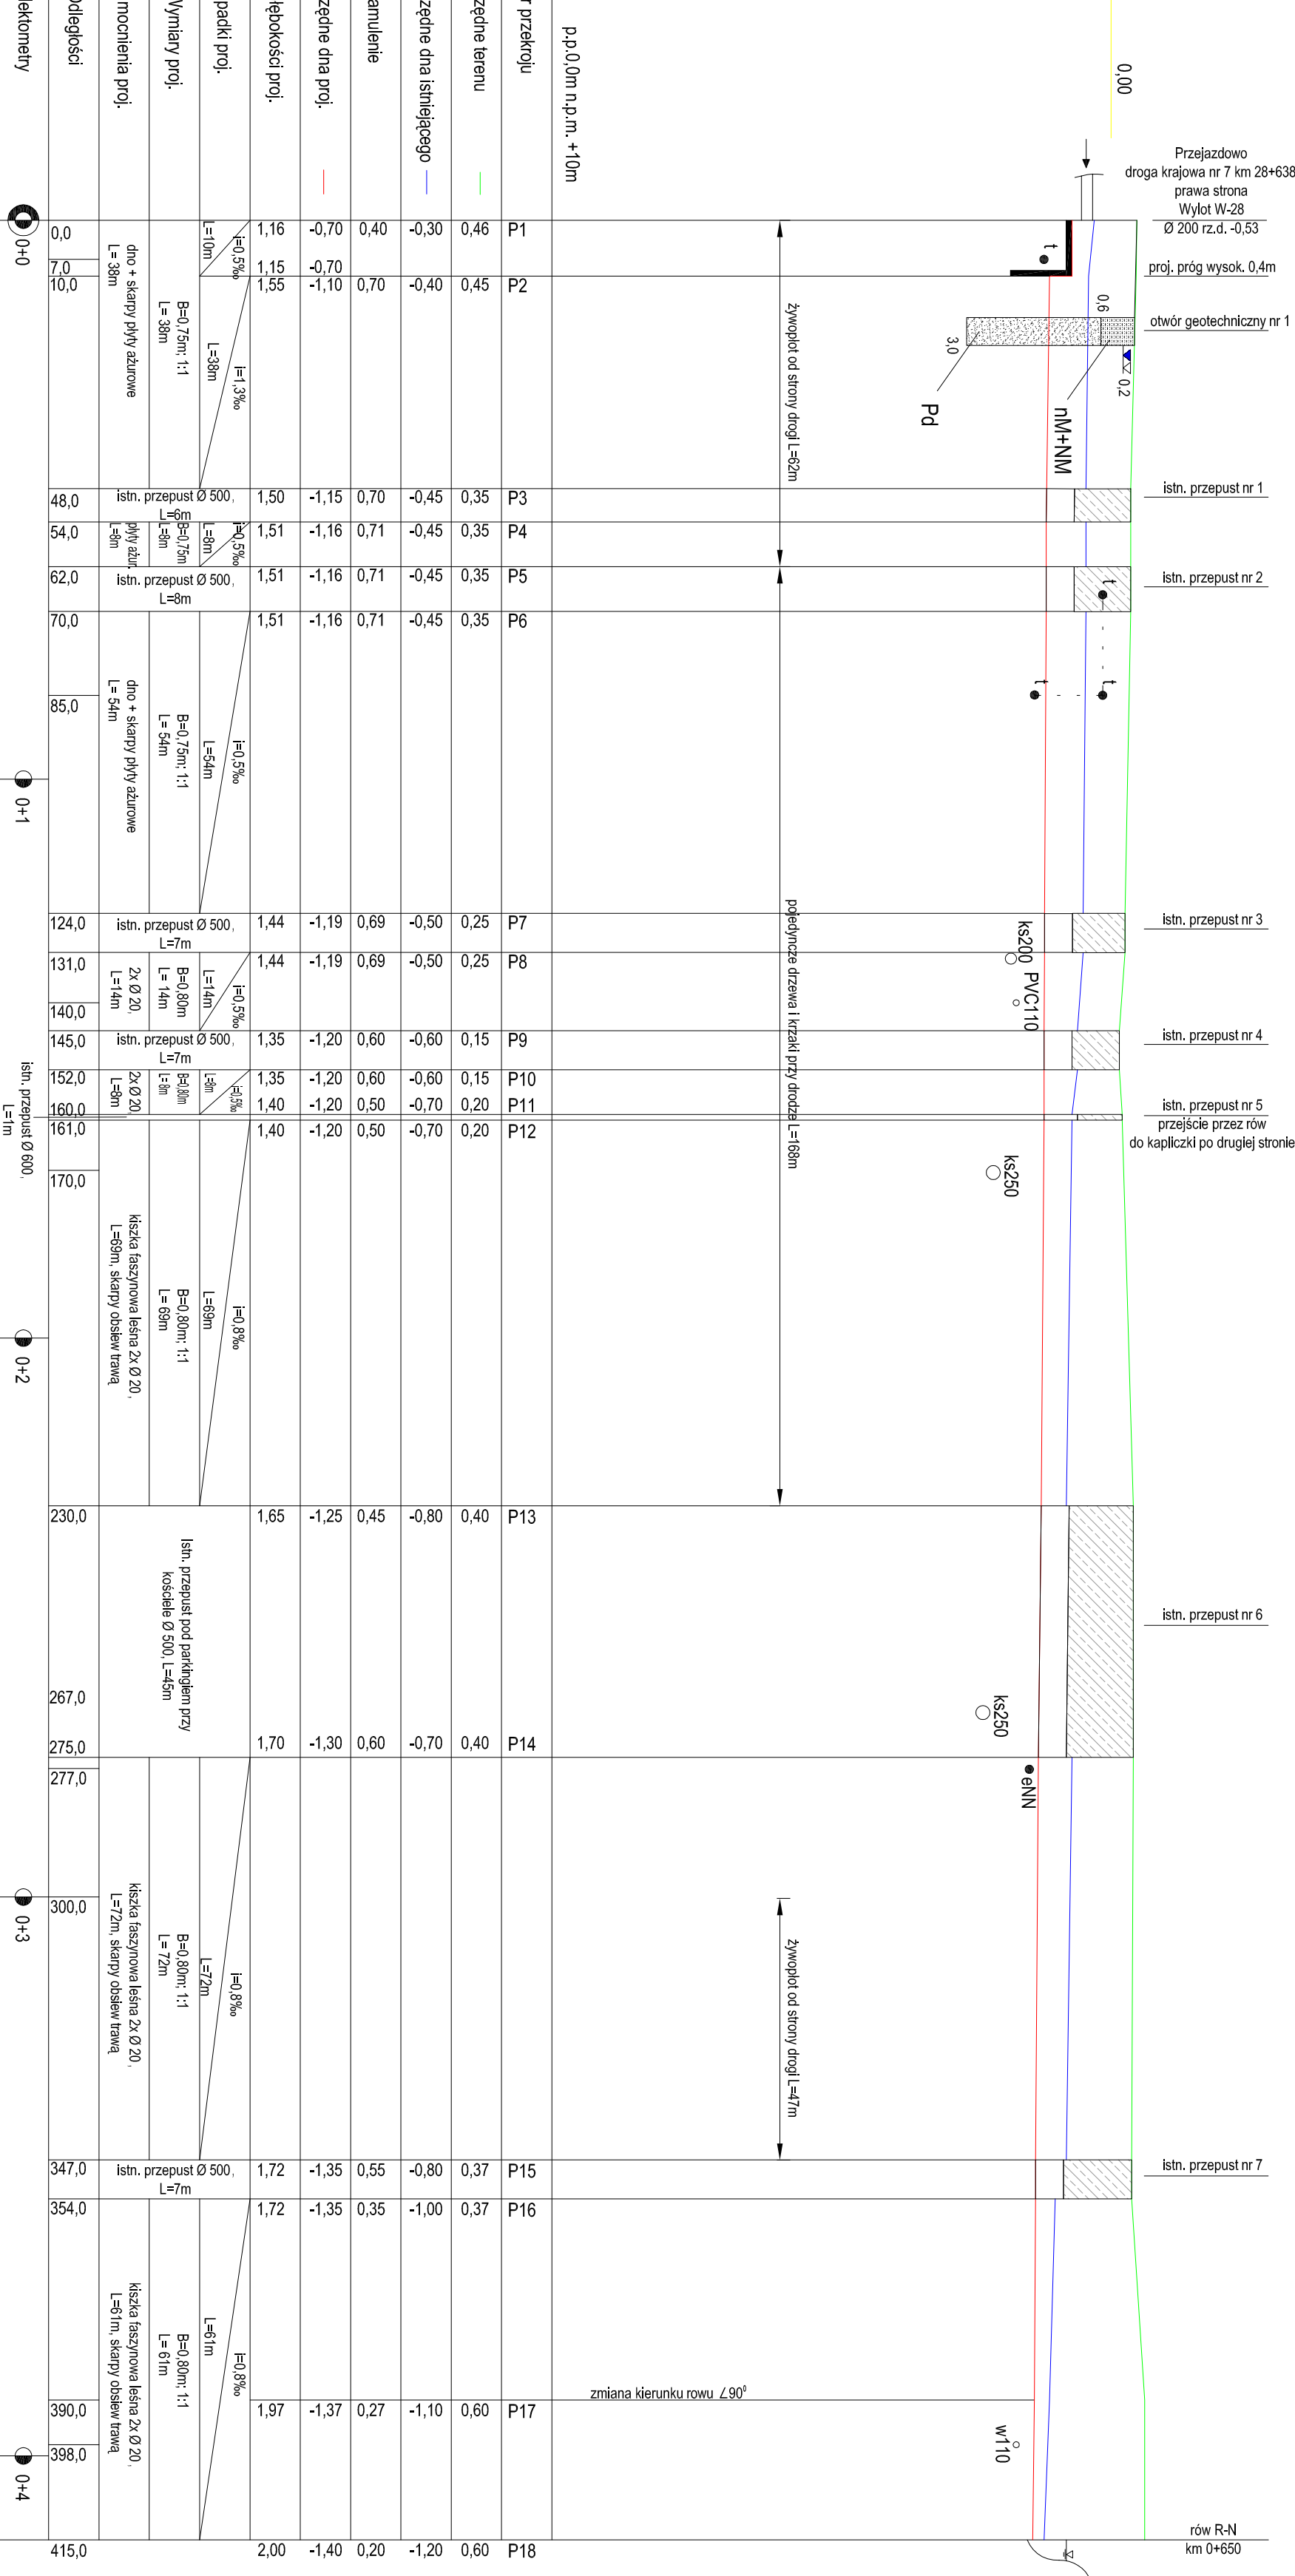 0,00
Przejazdowo
droga krajowa nr 7 km 28+638
prawa strona
Wylot W-28
Ø 200 rz.d. -0,53
proj. próg wysok. 0,4m
otwór geotechniczny nr 1
istn. przepust nr 1
istn. przepust nr 2
istn. przepust nr 3
istn. przepust nr 4
istn. przepust nr 5
przejście przez rów
do kapliczki po drugiej stronie
istn. przepust nr 6
istn. przepust nr 7
rów R-N
km 0+650
t
0,6
3,0
0,2
nM+NM
Pd
t
t
t
ks200
PVC110
ks250
ks250
eNN
w110
zmiana kierunku rowu ∠90⁰
żywopłot od strony drogi L=62m
pojedyncze drzewa i krzaki przy drodze L=168m
żywopłot od strony drogi L=47m
p.p.0,0m n.p.m. +10m
r przekroju
P1
P2
P3
P4
P5
P6
P7
P8
P9
P10
P11
P12
P13
P14
P15
P16
P17
P18
zędne terenu
0,46
0,45
0,35
0,35
0,35
0,35
0,25
0,25
0,15
0,15
0,20
0,20
0,40
0,40
0,37
0,37
0,60
0,60
zędne dna istniejącego
-0,30
-0,40
-0,45
-0,45
-0,45
-0,45
-0,50
-0,50
-0,60
-0,60
-0,70
-0,70
-0,80
-0,70
-0,80
-1,00
-1,10
-1,20
amulenie
0,40
0,70
0,70
0,71
0,71
0,71
0,69
0,69
0,60
0,60
0,50
0,50
0,45
0,60
0,55
0,35
0,27
0,20
zędne dna proj.
-0,70
-0,70
-1,10
-1,15
-1,16
-1,16
-1,16
-1,19
-1,19
-1,20
-1,20
-1,20
-1,20
-1,25
-1,30
-1,35
-1,35
-1,37
-1,40
łębokości proj.
1,16
1,15
1,55
1,50
1,51
1,51
1,51
1,44
1,44
1,35
1,35
1,40
1,40
1,65
1,70
1,72
1,72
1,97
2,00
padki proj.
i=0,5‰
L=10m
i=1,3‰
L=38m
i=0,5‰
L=8m
i=0,5‰
L=54m
i=0,5‰
L=14m
i=0,5‰
L=8m
i=0,8‰
L=69m
i=0,8‰
L=72m
i=0,8‰
L=61m
Wymiary proj.
B=0,75m; 1:1
L= 38m
B=0,75m
L=8m
B=0,75m; 1:1
L= 54m
B=0,80m
L= 14m
B=0,80m
L= 8m
B=0,80m; 1:1
L= 69m
B=0,80m; 1:1
L= 72m
B=0,80m; 1:1
L= 61m
mocnienia proj.
dno + skarpy płyty ażurowe
L= 38m
istn. przepust Ø 500,
L=6m
płyty ażur.
L=8m
istn. przepust Ø 500,
L=8m
dno + skarpy płyty ażurowe
L= 54m
istn. przepust Ø 500,
L=7m
2x Ø 20,
L=14m
istn. przepust Ø 500,
L=7m
2x Ø 20,
L=8m
kiszka faszynowa leśna 2x Ø 20,
L=69m, skarpy obsiew trawą
Istn. przepust pod parkingiem przy
kościele Ø 500, L=45m
kiszka faszynowa leśna 2x Ø 20,
L=72m, skarpy obsiew trawą
istn. przepust Ø 500,
L=7m
kiszka faszynowa leśna 2x Ø 20,
L=61m, skarpy obsiew trawą
dległości
0,0
7,0
10,0
48,0
54,0
62,0
70,0
85,0
124,0
131,0
140,0
145,0
152,0
160,0
161,0
170,0
230,0
267,0
275,0
277,0
300,0
347,0
354,0
390,0
398,0
415,0
istn. przepust Ø 600,
L=1m
ektometry
0+0
0+1
0+2
0+3
0+4